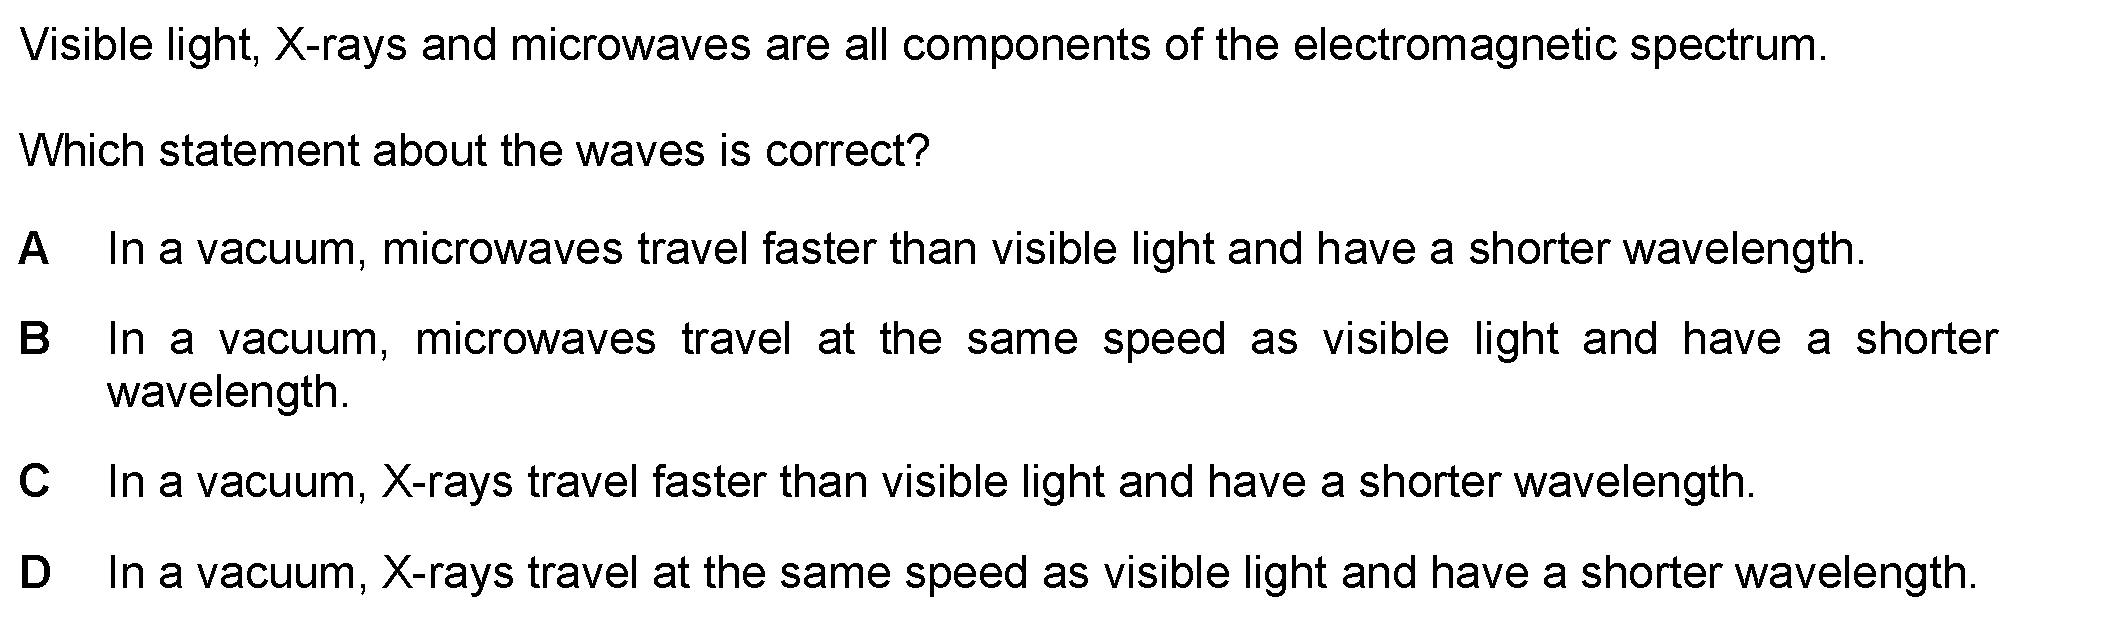 Visible light, X-rays and microwaves are all components of the electromagnetic spectrum.
Which statement about the waves is correct?
A In a vacuum, microwaves travel faster than visible light and have a shorter wavelength.
B In a vacuum, microwaves travel at the same speed as visible light and have a shorter
wavelength.
C In a vacuum, X-rays travel faster than visible light and have a shorter wavelength.
D In a vacuum, X-rays travel at the same speed as visible light and have a shorter wavelength.